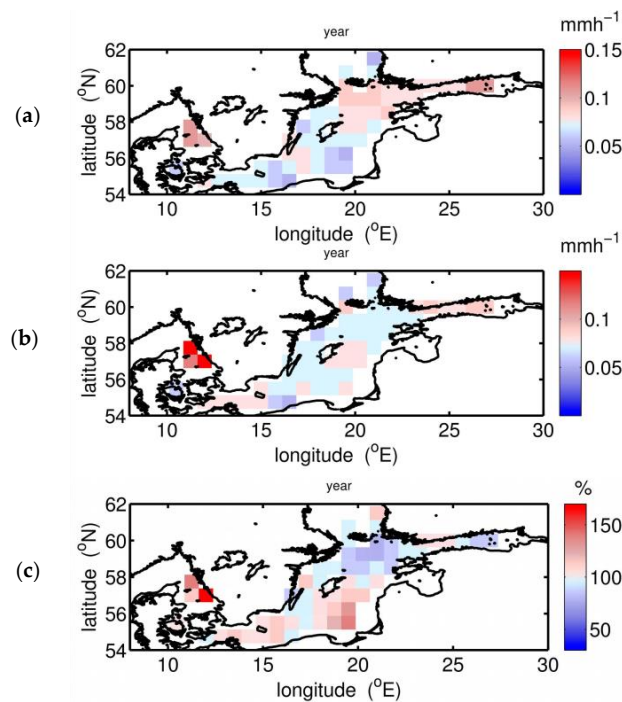 year
mmh⁻¹
(a)
latitude (°N)
62
60
58
56
54
10
15
20
25
30
longitude (°E)
0.15
0.1
0.05
year
mmh⁻¹
(b)
latitude (°N)
62
60
58
56
54
10
15
20
25
30
longitude (°E)
0.1
0.05
year
%
(c)
latitude (°N)
62
60
58
56
54
10
15
20
25
30
longitude (°E)
150
100
50